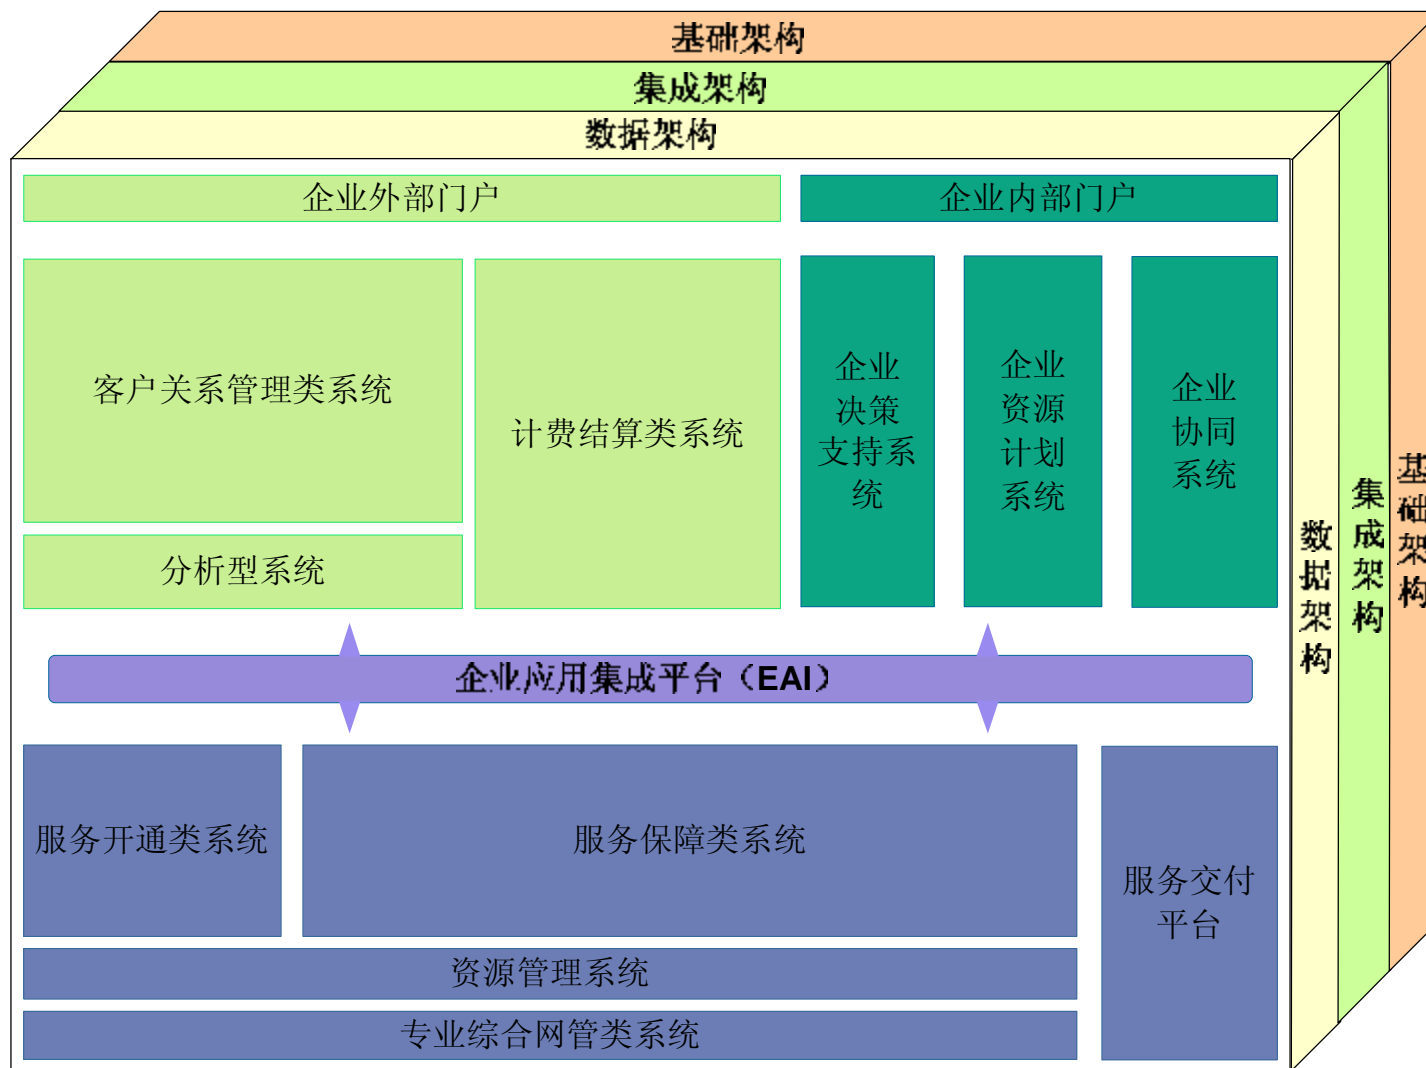 基础架构
集成架构
数据架构
企业外部门户
企业内部门户
客户关系管理类系统
计费结算类系统
分析型系统
企业
决策
支持系
统
企业
资源
计划
系统
企业
协同
系统
企业应用集成平台（EAI）
服务开通类系统
服务保障类系统
服务交付
平台
资源管理系统
专业综合网管类系统
数据架构
集成架构
基础架构